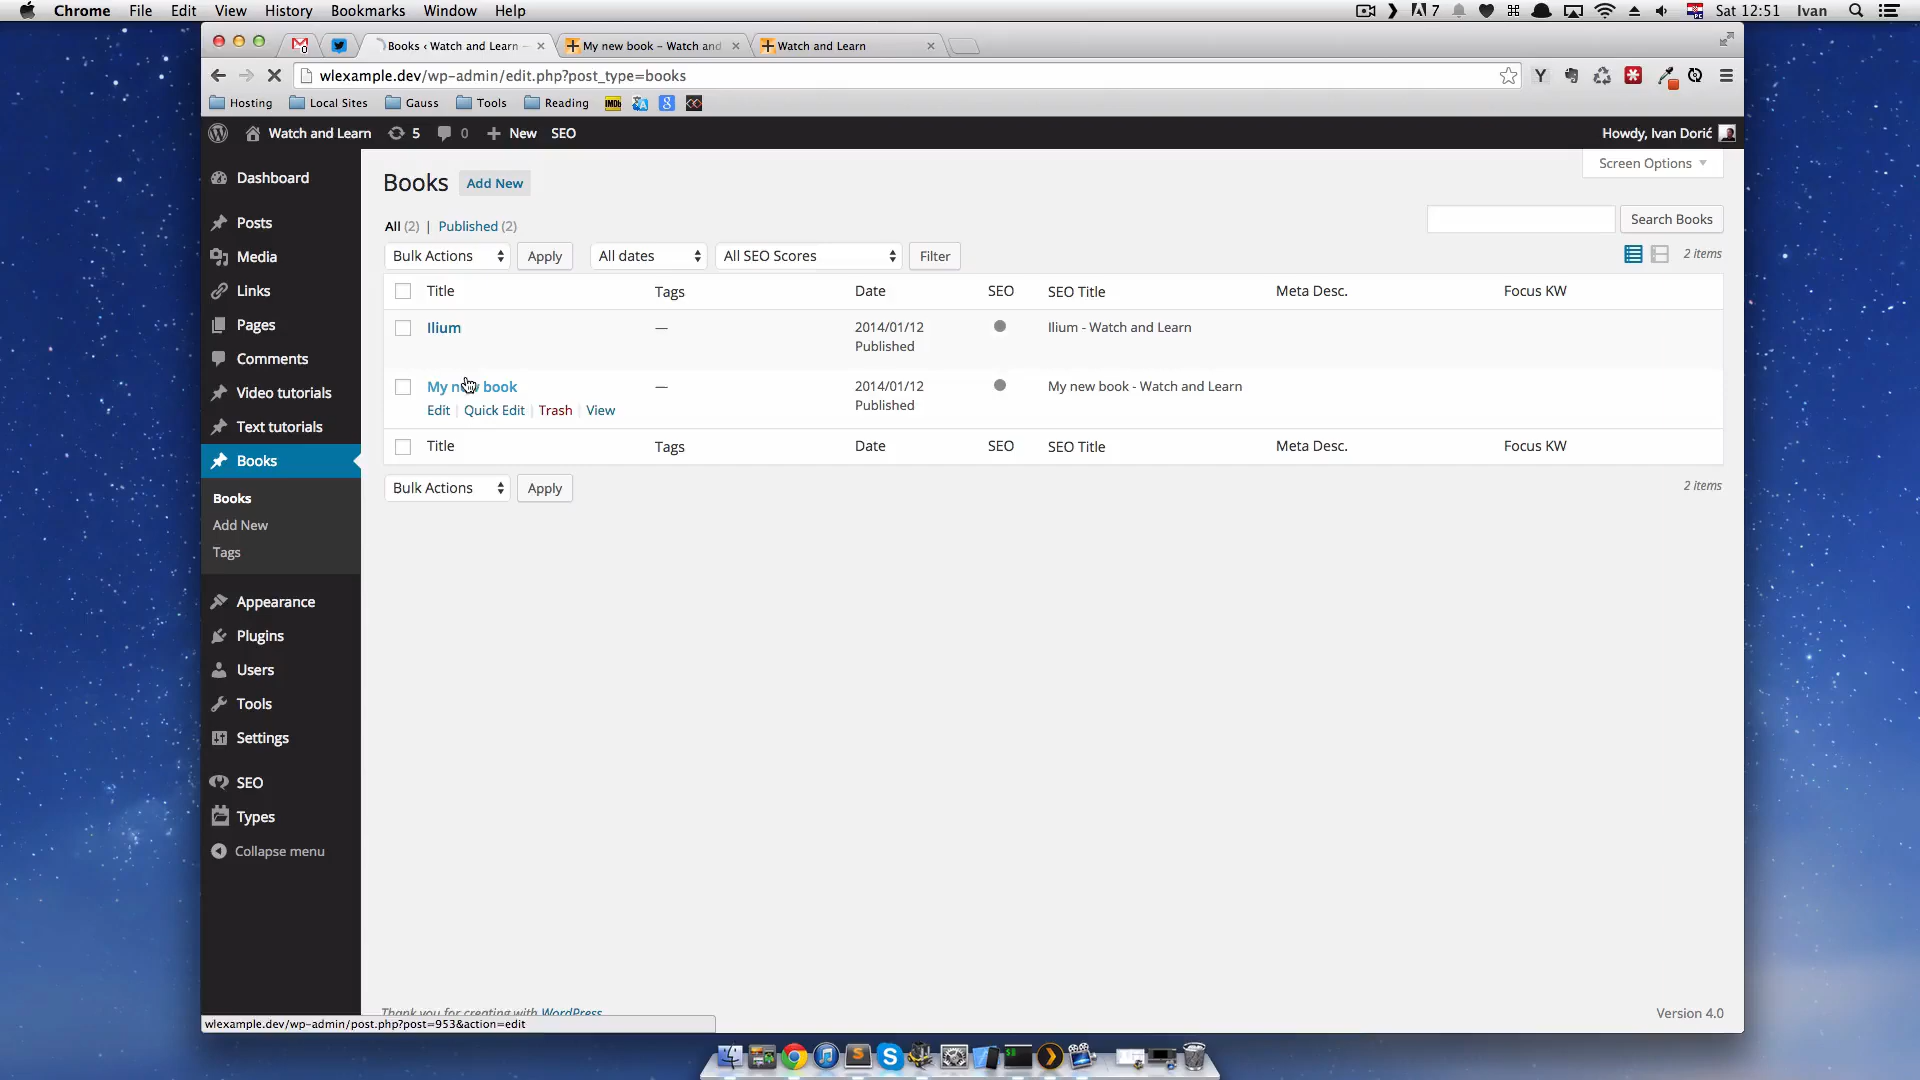 Chrome File Edit View History Bookmarks Window Help
7 Sat 12:51 Ivan
0 Books ‹ Watch and Learn – My new book – Watch and Watch and Learn
wlexample.dev/wp-admin/edit.php?post_type=books
Hosting Local Sites Gauss Tools Reading IMDb
Watch and Learn 5 0 New SEO Howdy, Ivan Dorić
Screen Options
Dashboard
Posts
Media
Links
Pages
Comments
Video tutorials
Text tutorials
Books
Books
Add New
Tags
Appearance
Plugins
Users
Tools
Settings
SEO
Types
Collapse menu
Books Add New
All (2) | Published (2)
Search Books
Bulk Actions Apply All dates All SEO Scores Filter 2 items
Title Tags Date SEO SEO Title Meta Desc. Focus KW
Ilium — 2014/01/12 Ilium - Watch and Learn
Published
My new book — 2014/01/12 My new book - Watch and Learn
Published
Edit | Quick Edit | Trash | View
Title Tags Date SEO SEO Title Meta Desc. Focus KW
Bulk Actions Apply 2 items
Thank you for creating with WordPress
Version 4.0
wlexample.dev/wp-admin/post.php?post=953&action=edit